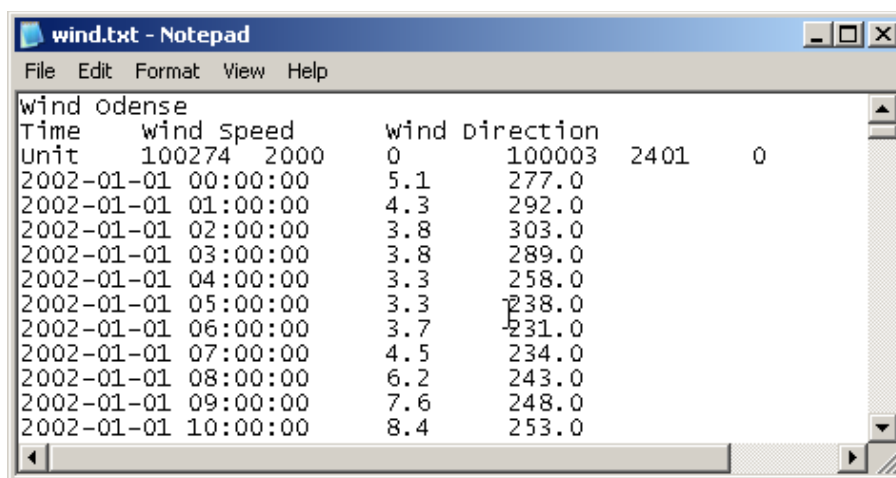 wind.txt - Notepad
File Edit Format View Help
Wind Odense
Time Wind Speed Wind Direction
Unit 100274 2000 0 100003 2401 0
2002-01-01 00:00:00 5.1 277.0
2002-01-01 01:00:00 4.3 292.0
2002-01-01 02:00:00 3.8 303.0
2002-01-01 03:00:00 3.8 289.0
2002-01-01 04:00:00 3.3 258.0
2002-01-01 05:00:00 3.3 238.0
2002-01-01 06:00:00 3.7 231.0
2002-01-01 07:00:00 4.5 234.0
2002-01-01 08:00:00 6.2 243.0
2002-01-01 09:00:00 7.6 248.0
2002-01-01 10:00:00 8.4 253.0